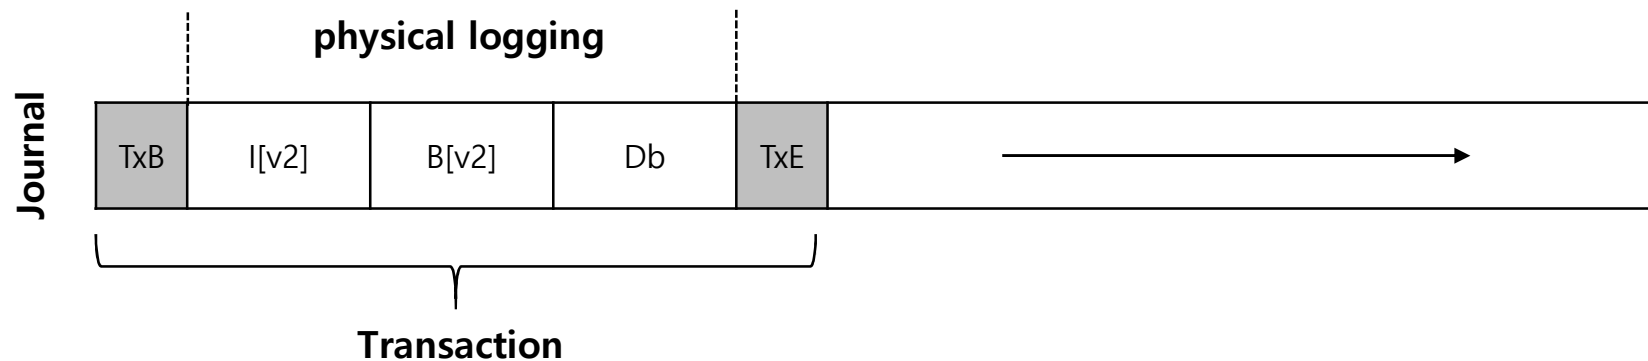 physical logging
Journal
TxB I[v2] B[v2] Db TxE
Transaction